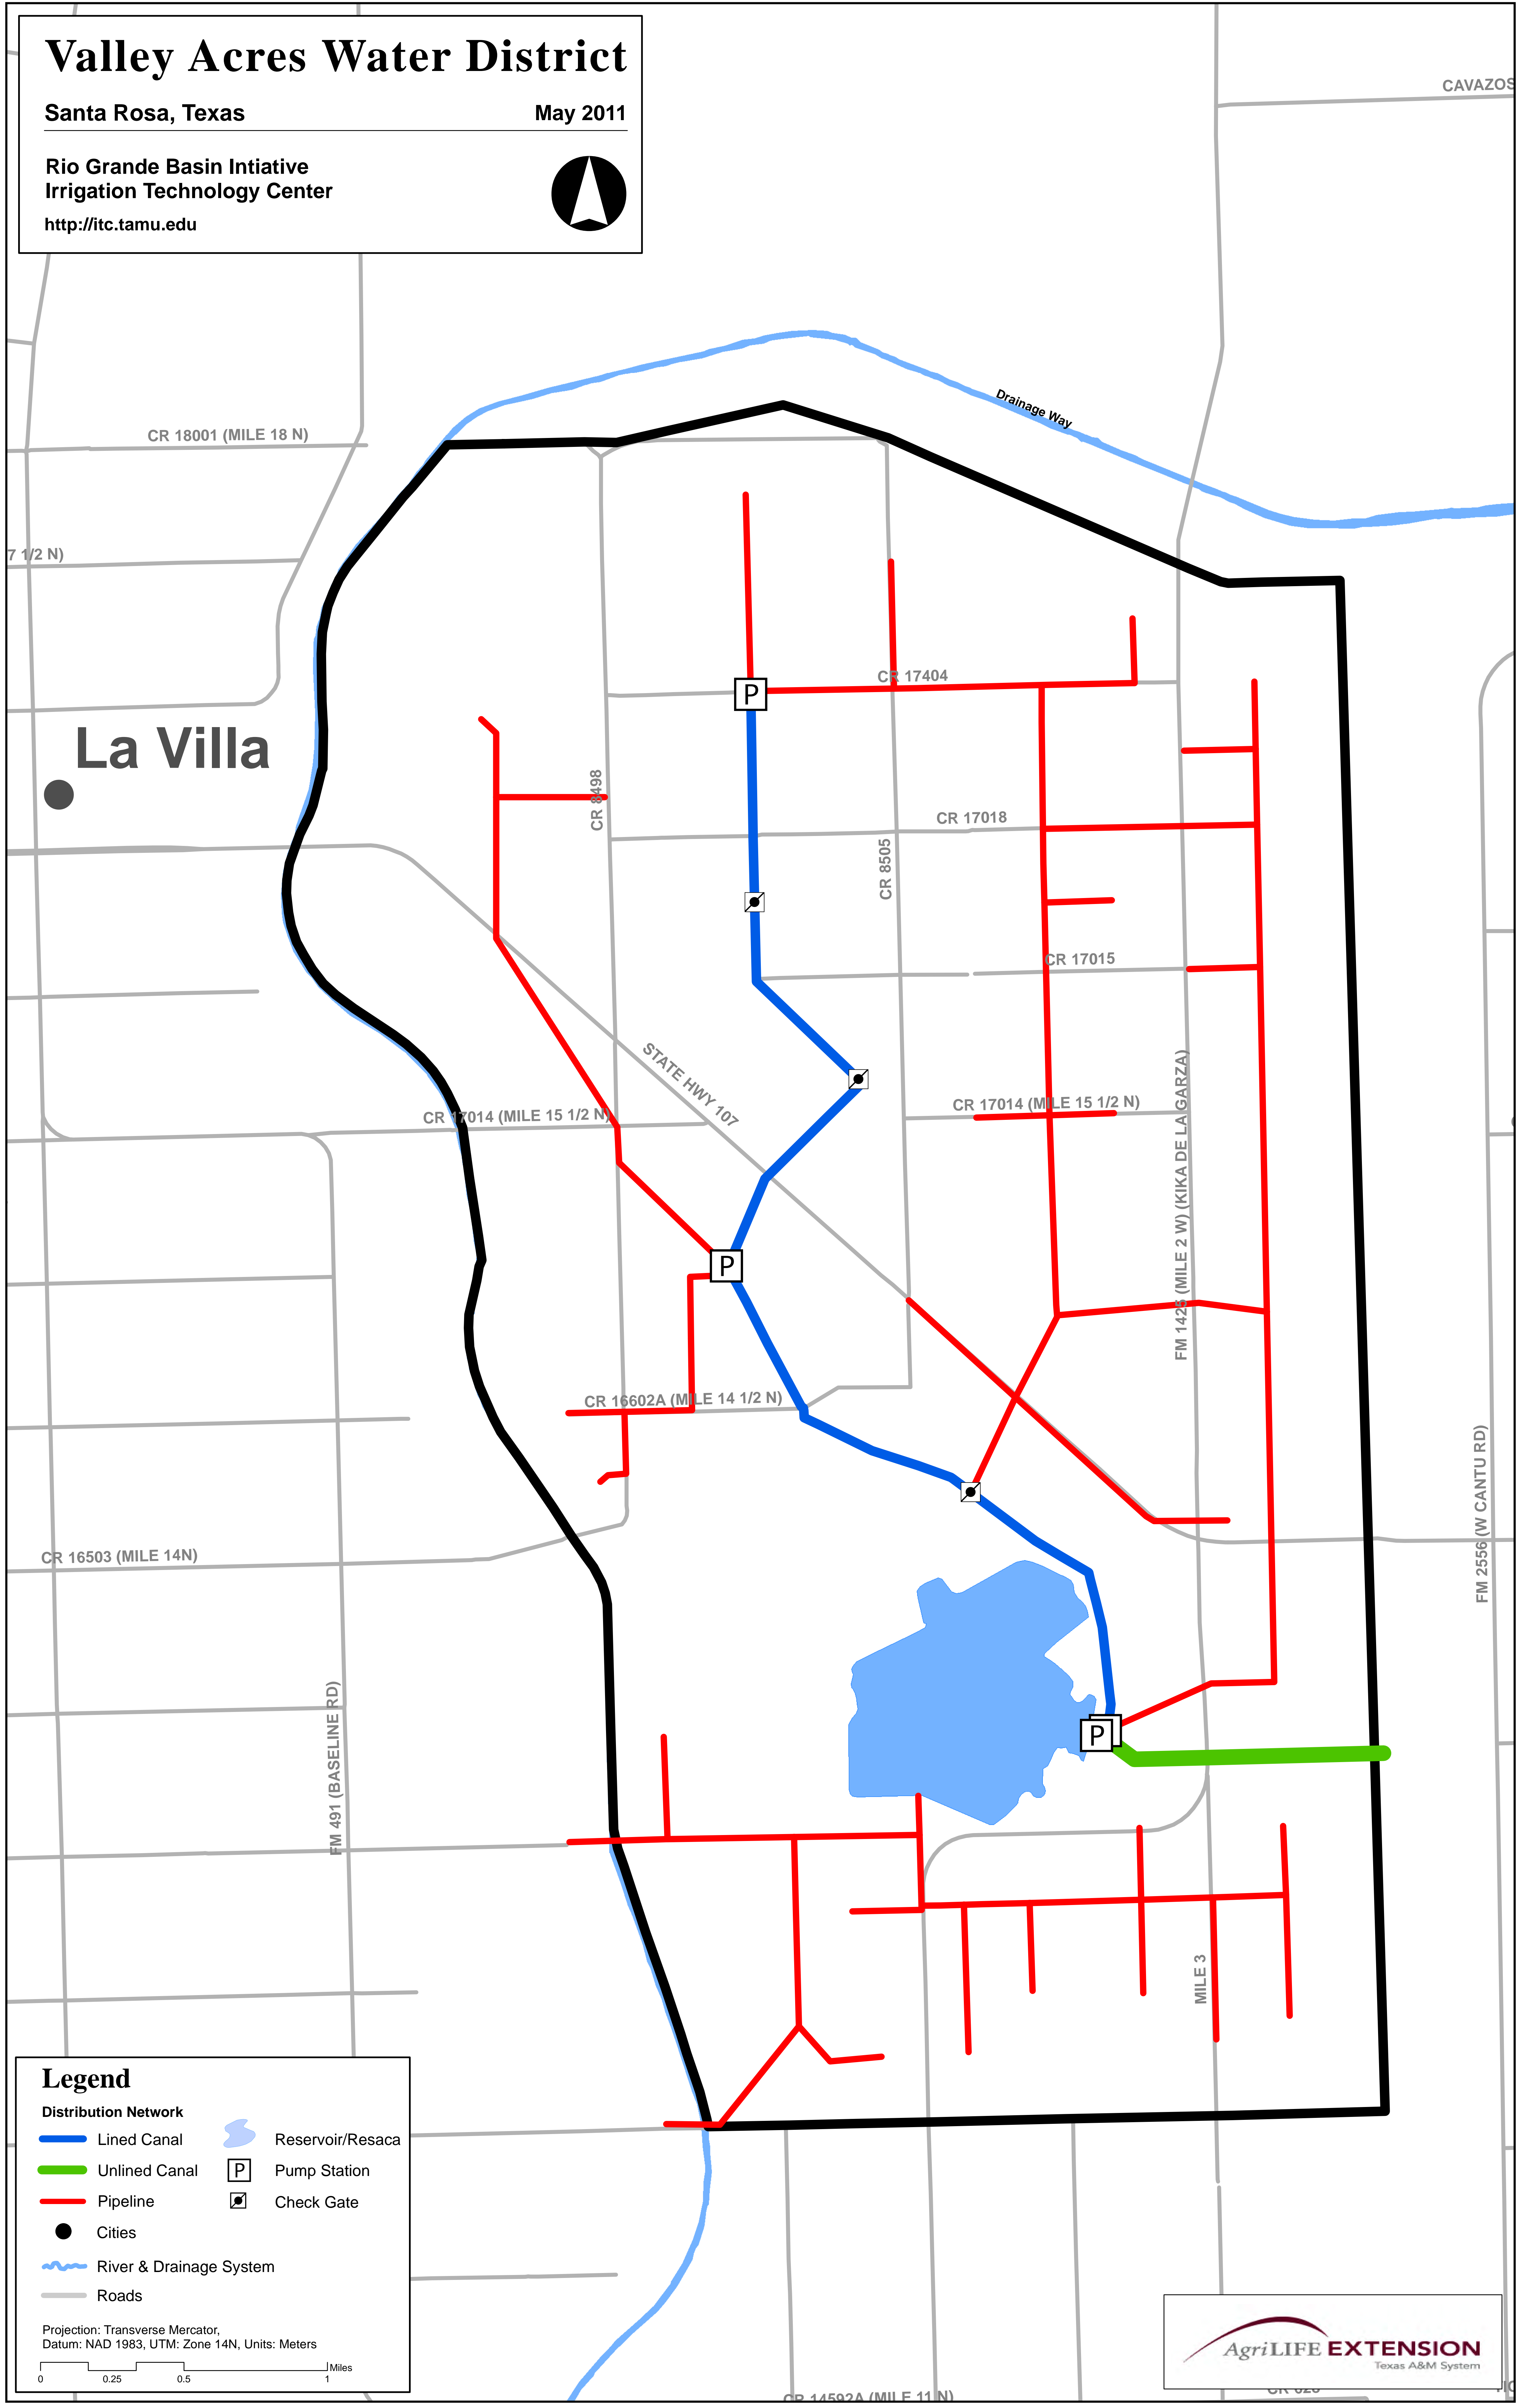 Valley Acres Water District
Santa Rosa, Texas
May 2011
Rio Grande Basin Intiative
Irrigation Technology Center
http://itc.tamu.edu
CAVAZOS
Drainage Way
CR 18001 (MILE 18 N)
7 1/2 N)
CR 17404
P
La Villa
CR 8498
CR 17018
CR 8505
CR 17015
STATE HWY 107
CR 17014 (MILE 15 1/2 N)
CR 17014 (MILE 15 1/2 N)
FM 1425 (MILE 2 W) (KIKA DE LA GARZA)
P
CR 16602A (MILE 14 1/2 N)
FM 2556 (W CANTU RD)
CR 16503 (MILE 14N)
FM 491 (BASELINE RD)
P
MILE 3
Legend
Distribution Network
Lined Canal
Reservoir/Resaca
Unlined Canal
P
Pump Station
Pipeline
Check Gate
Cities
River & Drainage System
Roads
Projection: Transverse Mercator,
Datum: NAD 1983, UTM: Zone 14N, Units: Meters
Miles
0 0.25 0.5 1
AgriLIFE EXTENSION
Texas A&M System
CR 14592A (MILE 11 N)